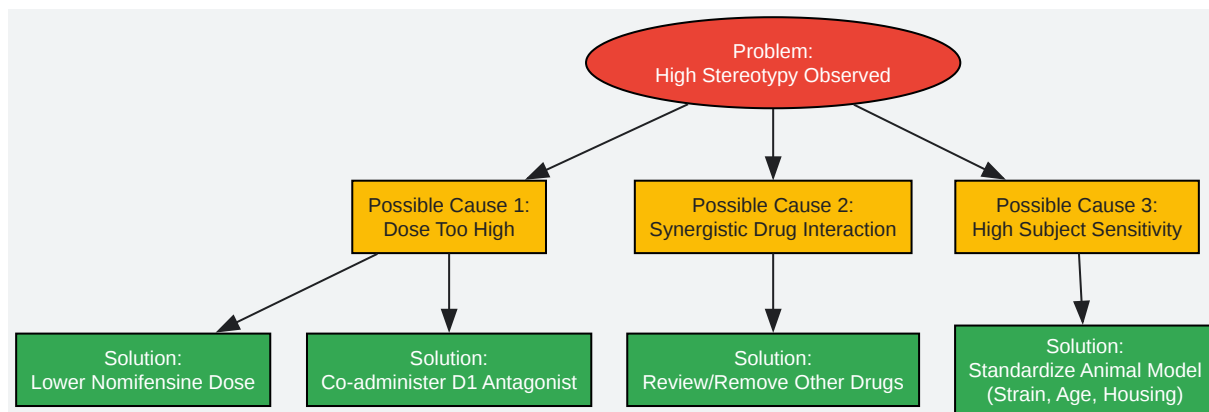 Problem:
High Stereotypy Observed
Possible Cause 1:
Dose Too High
Possible Cause 2:
Synergistic Drug Interaction
Possible Cause 3:
High Subject Sensitivity
Solution:
Lower Nomifensine Dose
Solution:
Co-administer D1 Antagonist
Solution:
Review/Remove Other Drugs
Solution:
Standardize Animal Model
(Strain, Age, Housing)